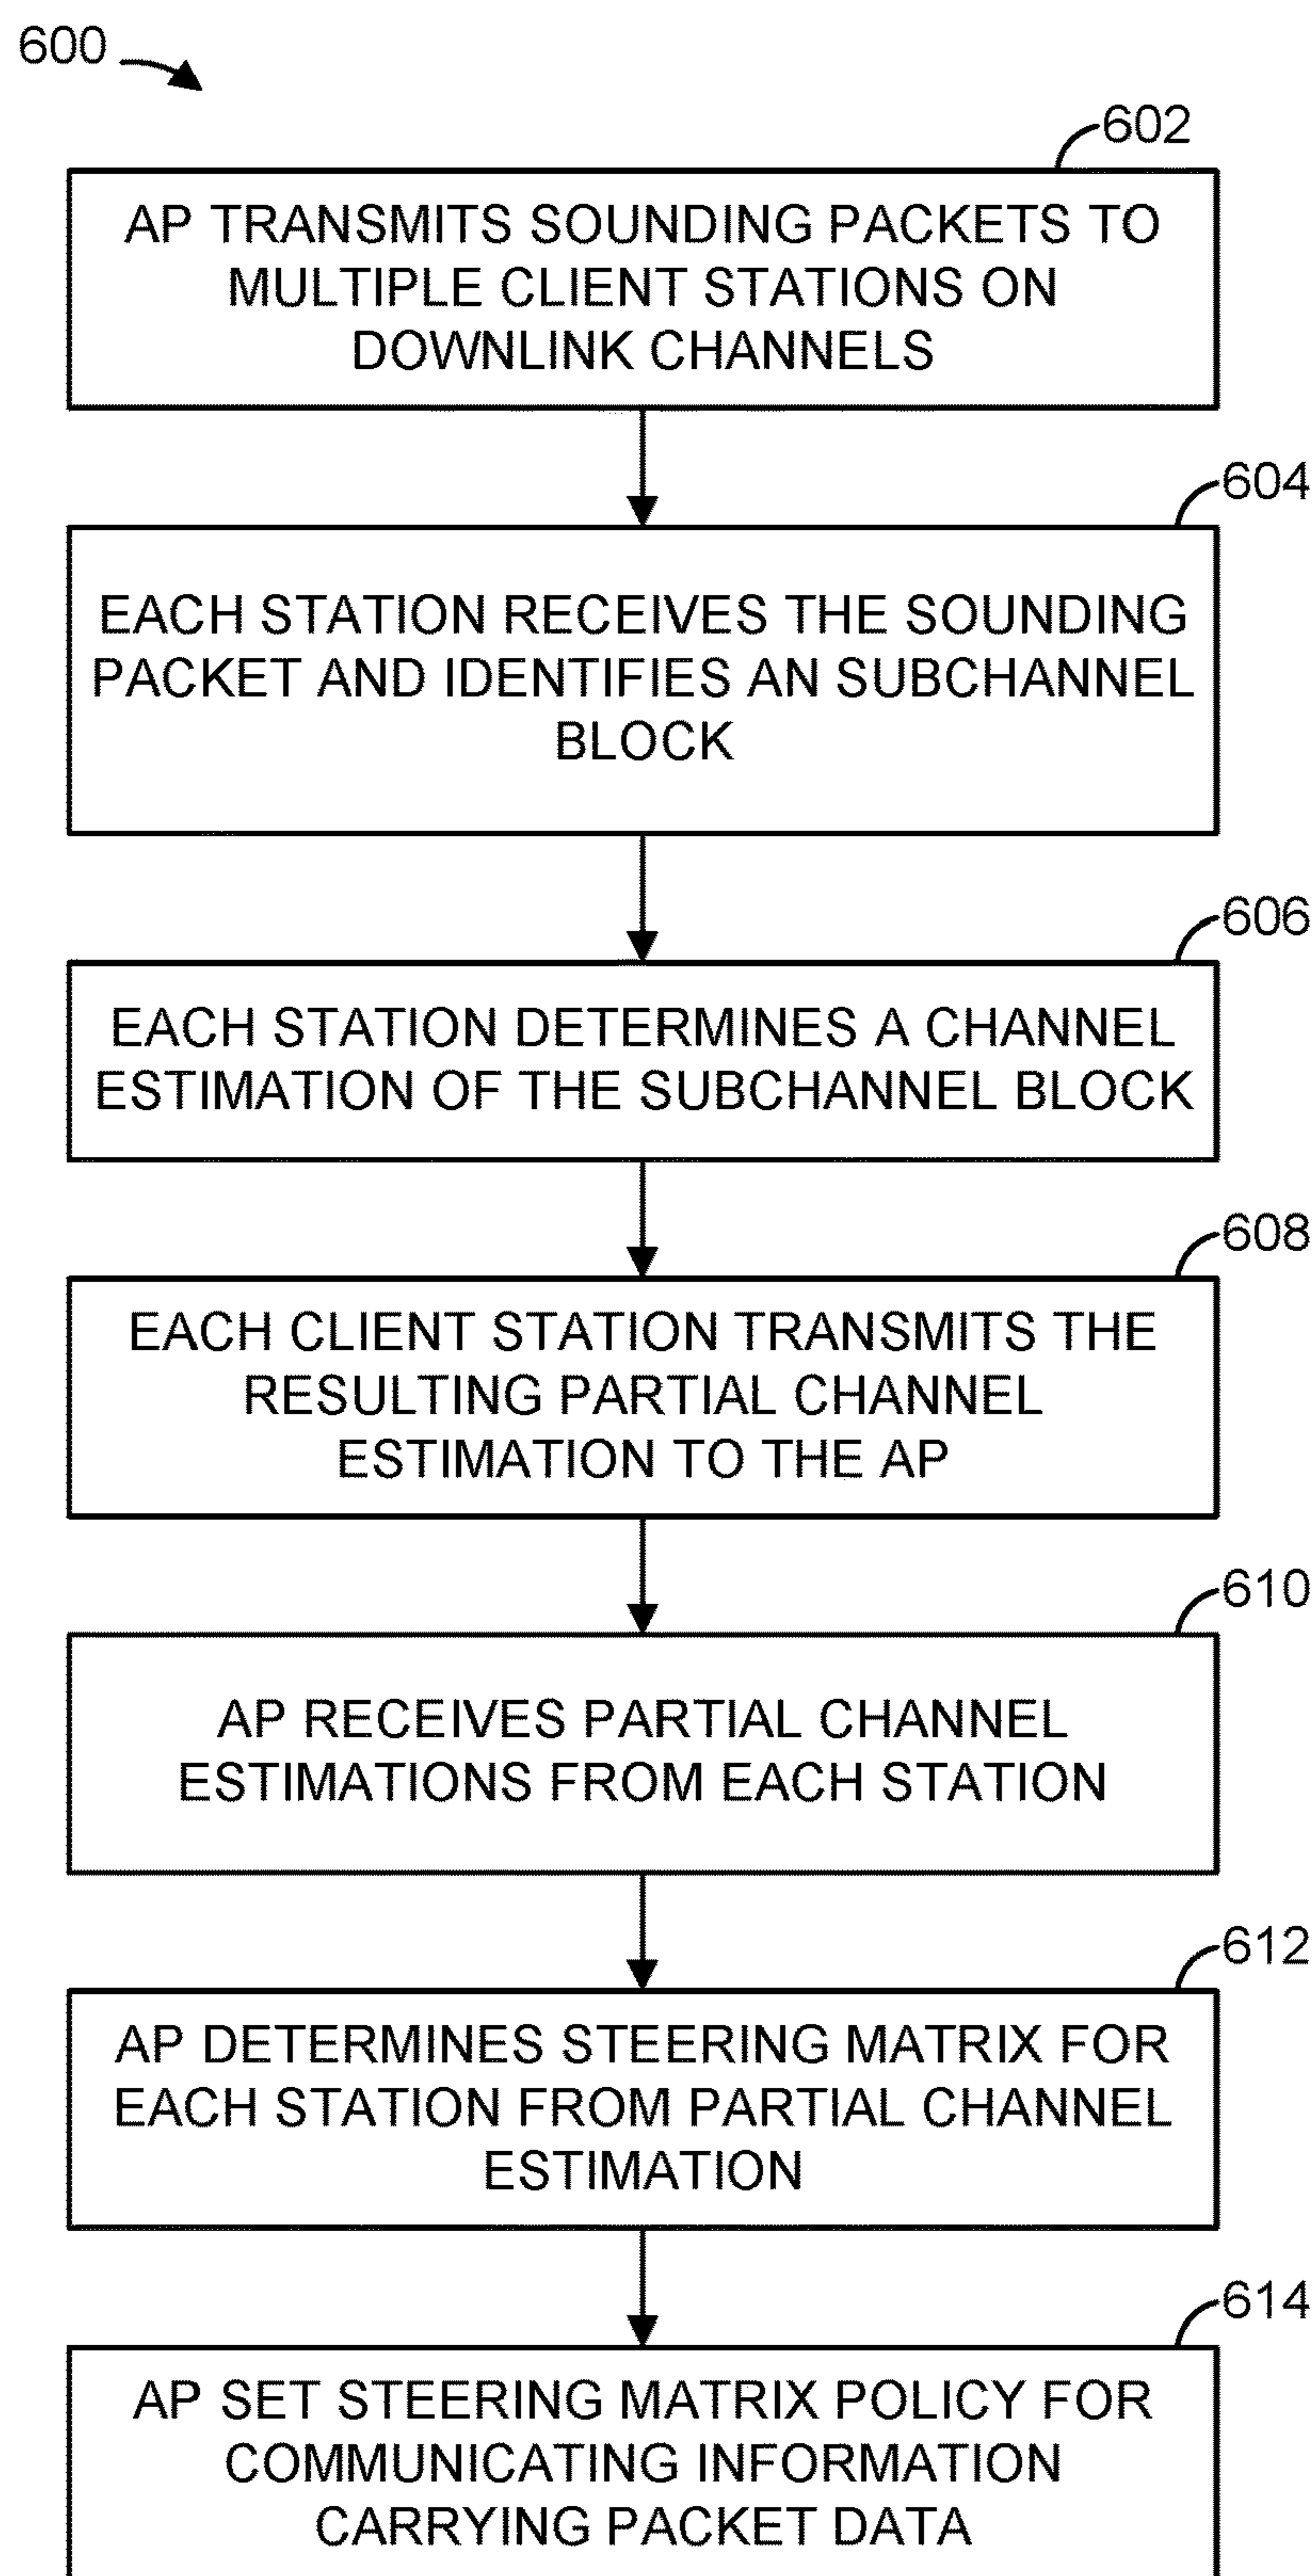 600
602
AP TRANSMITS SOUNDING PACKETS TO
MULTIPLE CLIENT STATIONS ON
DOWNLINK CHANNELS
604
EACH STATION RECEIVES THE SOUNDING
PACKET AND IDENTIFIES AN SUBCHANNEL
BLOCK
606
EACH STATION DETERMINES A CHANNEL
ESTIMATION OF THE SUBCHANNEL BLOCK
608
EACH CLIENT STATION TRANSMITS THE
RESULTING PARTIAL CHANNEL
ESTIMATION TO THE AP
610
AP RECEIVES PARTIAL CHANNEL
ESTIMATIONS FROM EACH STATION
612
AP DETERMINES STEERING MATRIX FOR
EACH STATION FROM PARTIAL CHANNEL
ESTIMATION
614
AP SET STEERING MATRIX POLICY FOR
COMMUNICATING INFORMATION
CARRYING PACKET DATA